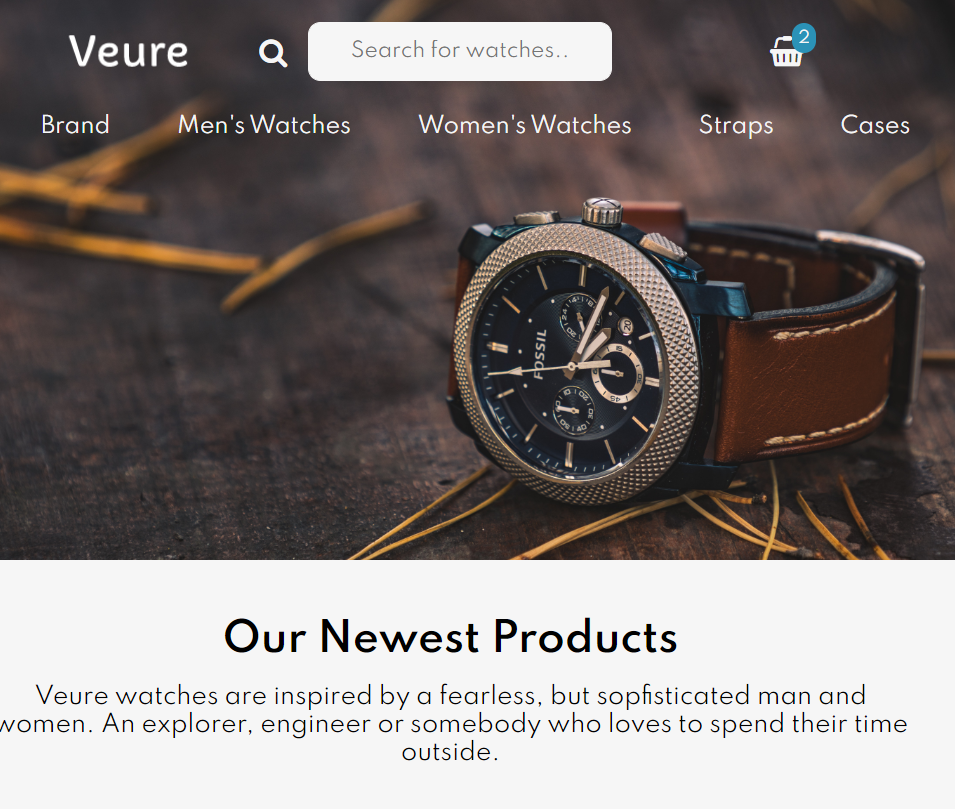 Veure
Search for watches..
2
Brand
Men's Watches
Women's Watches
Straps
Cases
FOSSIL
Our Newest Products
Veure watches are inspired by a fearless, but sopfisticated man and
women. An explorer, engineer or somebody who loves to spend their time
outside.